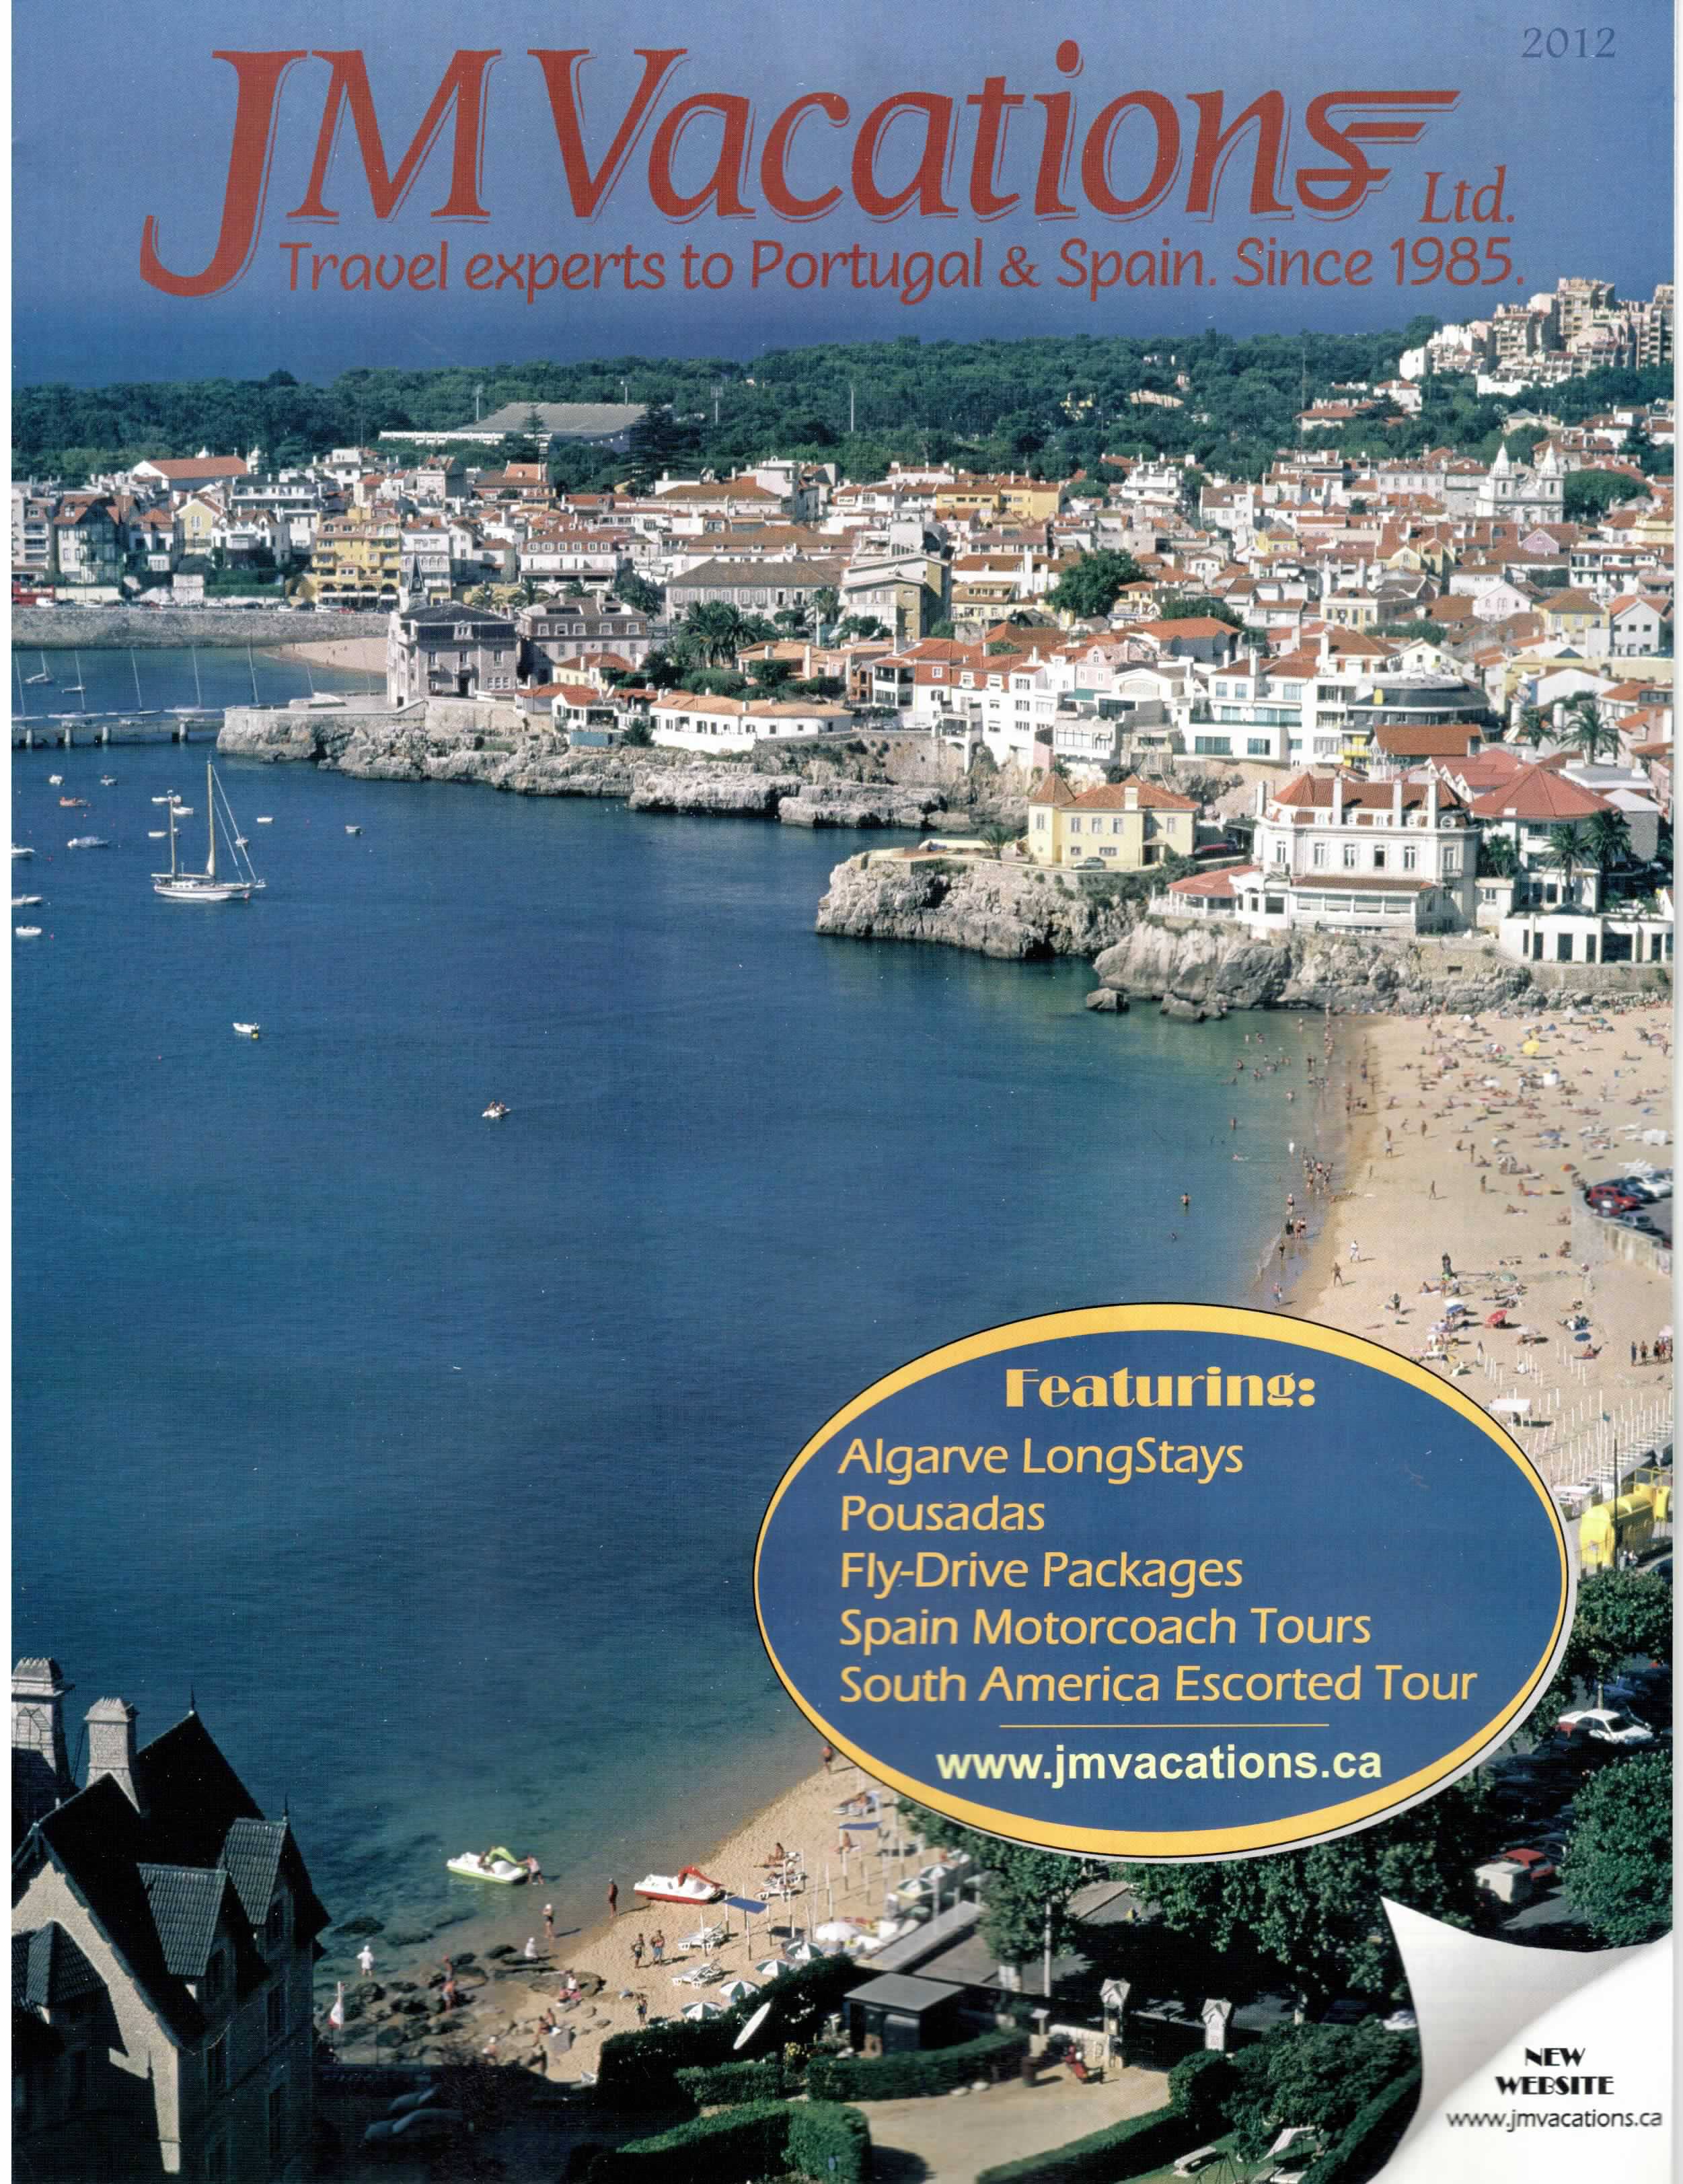 2012
JM Vacations Ltd.
Travel experts to Portugal & Spain. Since 1985.
Featuring:
Algarve LongStays
Pousadas
Fly-Drive Packages
Spain Motorcoach Tours
South America Escorted Tour
www.jmvacations.ca
NEW
WEBSITE
www.jmvacations.ca